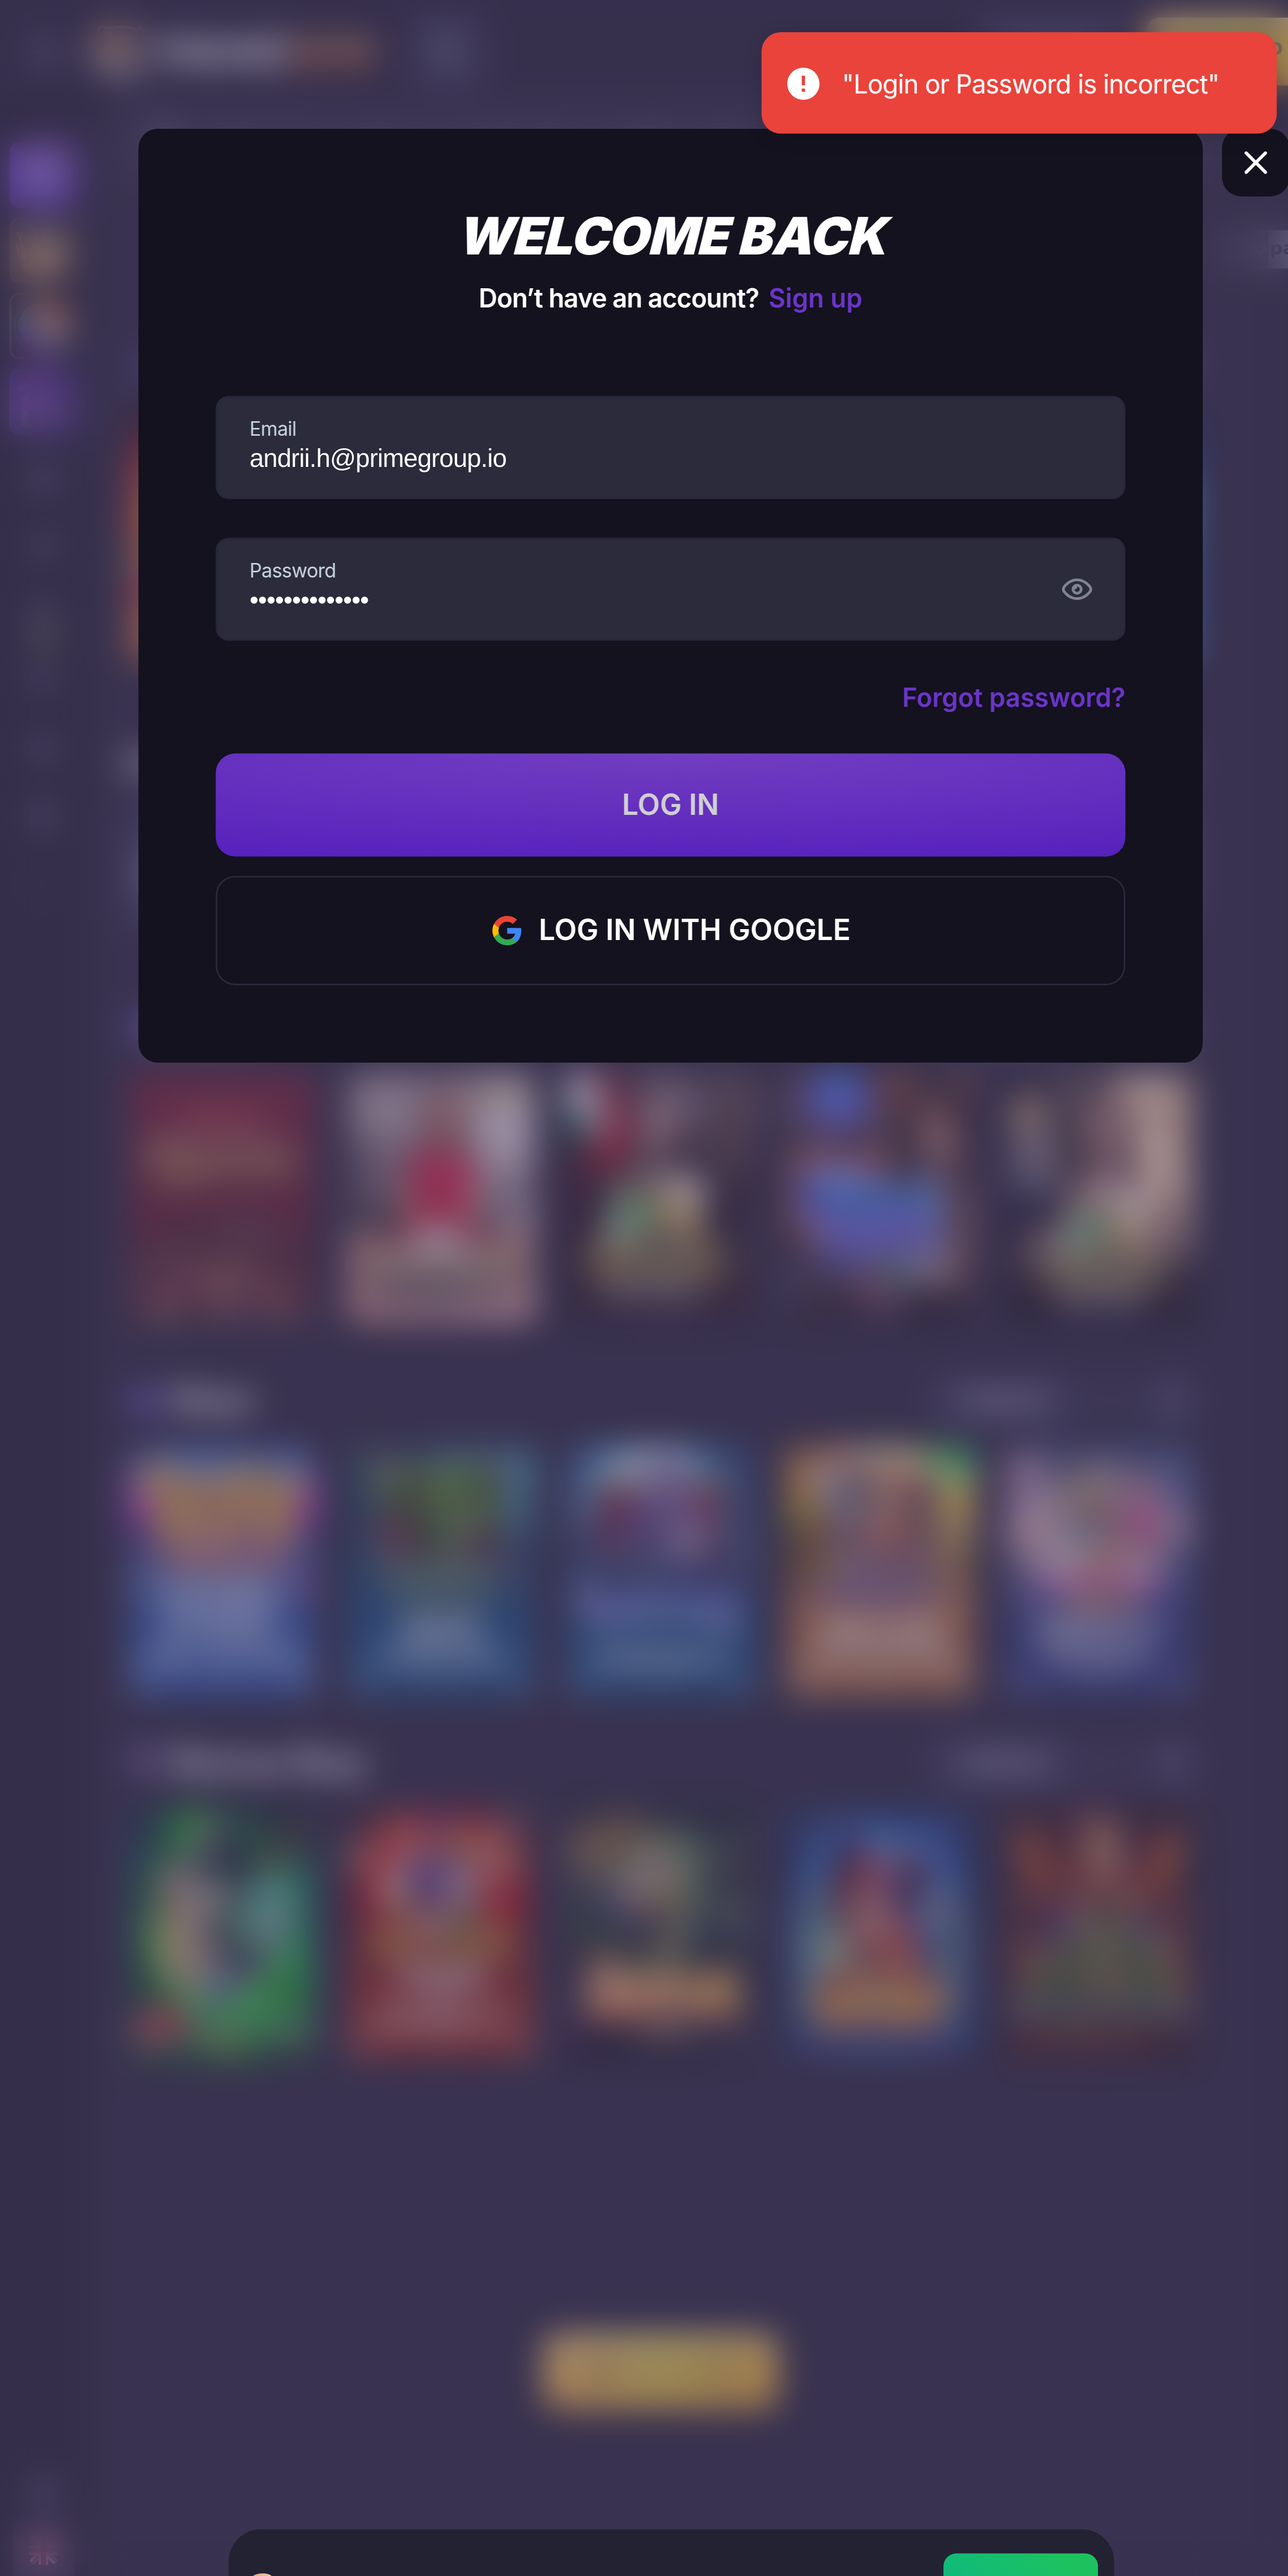 "Login or Password is incorrect"
WELCOME BACK
Don’t have an account? Sign up
Email
andrii.h@primegroup.io
Password
••••••••••••••
Forgot password?
LOG IN
LOG IN WITH GOOGLE